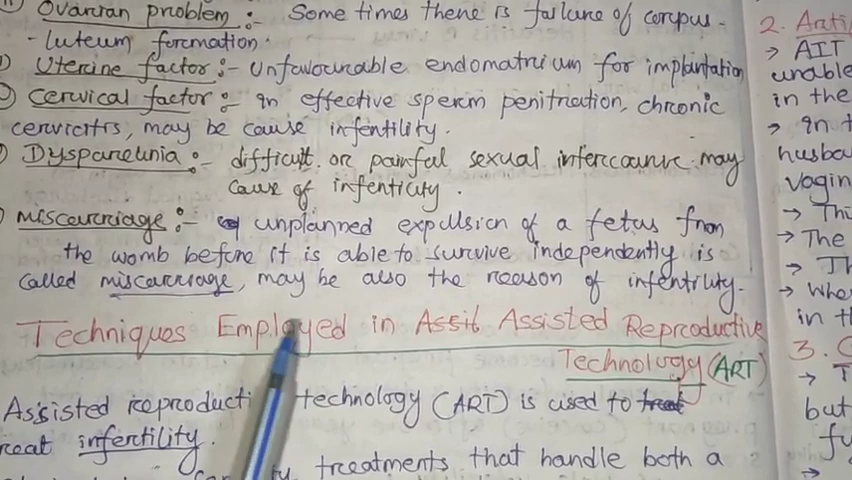 Ovarian problem :- Some times there is failure of corpus-
-luteum formation.
Uterine factor :- Unfavourable endomatrium for implantation
Cervical factor :- In effective sperm penitration, chronic
cervicitis, may be cause infentility.
Dyspareunia :- difficult or painful sexual intercourse may
cause of infenticity.
miscarriage :- unplanned expulsion of a fetus from
the womb before it is able to survive independently is
called miscarriage, may be also the reason of infentility.
Techniques Employed in Assit Assisted Reproductive
Technology (ART)
Assisted reproducti technology (ART) is used to treat
reat infertility.
treatments that handle both a
2. Arti
→ AIT
unable
in the
→ In t
husba
vagin
→ Thi
→ The
→ Th
→ Whe
in th
3. C
→ T
but
fu
→